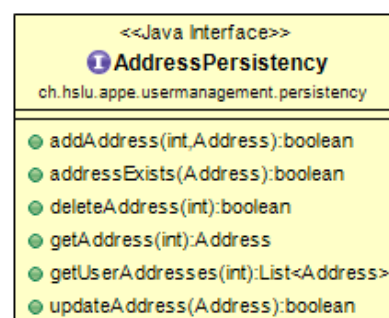 <<Java Interface>>
I AddressPersistency
ch.hslu.appe.usermanagement.persistency
addAddress(int,Address):boolean
addressExists(Address):boolean
deleteAddress(int):boolean
getAddress(int):Address
getUserAddresses(int):List<Address>
updateAddress(Address):boolean